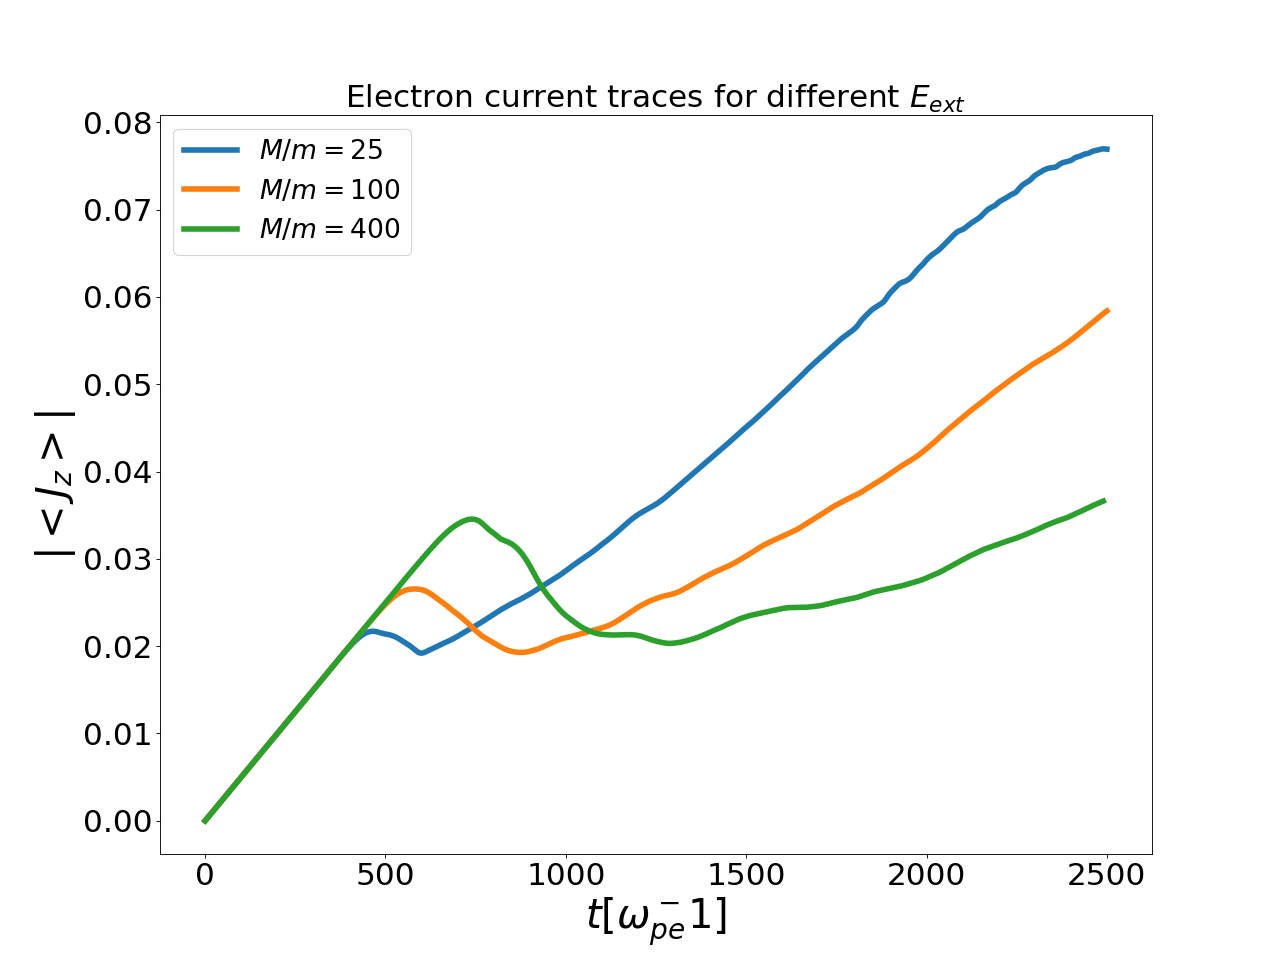 Electron current traces for different $E_{ext}$
M/m = 25
M/m = 100
M/m = 400
|< J_z >|
0.08
0.07
0.06
0.05
0.04
0.03
0.02
0.01
0.00
0 500 1000 1500 2000 2500
t[ω_{pe}^-1]